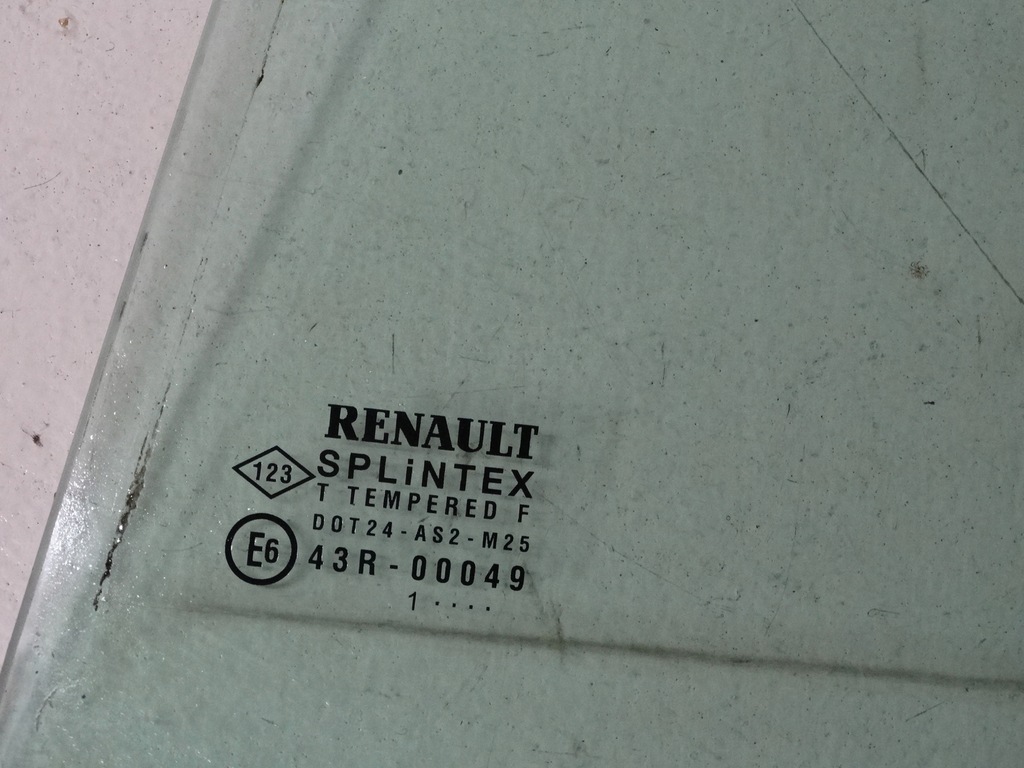 RENAULT
123 SPLiNTEX
T TEMPERED F
DOT24-AS2-M25
E6 43R-00049
1 ....